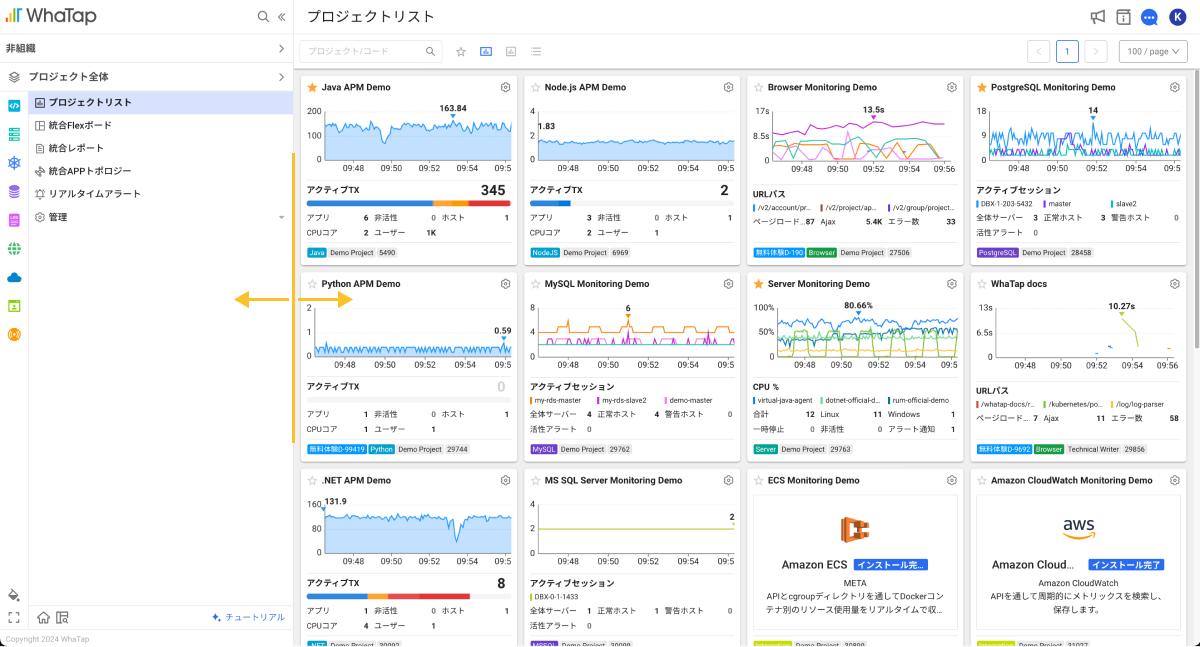 WhaTap
プロジェクトリスト
K
非組織
プロジェクト/コード
1
100 / page
プロジェクト全体
プロジェクトリスト
統合Flexボード
統合レポート
統合APPトポロジー
リアルタイムアラート
管理
チュートリアル
Copyright 2024 WhaTap
Java APM Demo
163.84
200
100
0
09:48 09:50 09:52 09:54 09:5
アクティブTX 345
アプリ 6 非活性 0 ホスト 1
CPUコア 2 ユーザー 1K
Java Demo Project 5490
Node.js APM Demo
1.83
4
2
0
09:48 09:50 09:52 09:54 09:5
アクティブTX 2
アプリ 3 非活性 0 ホスト 1
CPUコア 2 ユーザー 1
NodeJS Demo Project 6969
Browser Monitoring Demo
13.5s
17s
8.5s
0
09:48 09:50 09:52 09:54 09:56
URLパス
/v2/account/pr... /v2/project/ap... /v2/group/project...
ページロード... 87 Ajax 5.4K エラー数 33
無料体験D-190 Browser Demo Project 27506
PostgreSQL Monitoring Demo
14
18
9
0
09:48 09:50 09:52 09:54 09:5
アクティブセッション
DBX-1-203-5432 master slave2
全体サーバー 3 正常ホスト 3 警告ホスト 0
活性アラート 0
PostgreSQL Demo Project 28458
Python APM Demo
0.59
2
1
0
09:48 09:50 09:52 09:54 09:5
アクティブTX 0
アプリ 1 非活性 0 ホスト 1
CPUコア 1 ユーザー 1
無料体験D-99419 Python Demo Project 29744
MySQL Monitoring Demo
6
8
4
0
09:48 09:50 09:52 09:54 09:5
アクティブセッション
my-rds-master my-rds-slave2 demo-master
全体サーバー 4 正常ホスト 4 警告ホスト 0
活性アラート 0
MySQL Demo Project 29762
Server Monitoring Demo
80.66%
100%
50%
0
09:48 09:50 09:52 09:54 09:5
CPU %
virtual-java-agent dotnet-official-d... rum-official-demo
合計 12 Linux 11 Windows 1
一時停止 0 非活性 0 アラート通知 1
Server Demo Project 29763
WhaTap docs
10.27s
13s
6.5s
0
09:48 09:50 09:52 09:54 09:56
URLパス
/whatap-docs/r... /kubernetes/po... /log/log-parser
ページロード... 7 Ajax 11 エラー数 58
無料体験D-9692 Browser Technical Writer 29856
.NET APM Demo
131.9
160
80
0
09:48 09:50 09:52 09:54 09:5
アクティブTX 8
アプリ 1 非活性 0 ホスト 1
CPUコア 4 ユーザー 1
.NET Demo Project 30092
MS SQL Server Monitoring Demo
2
4
2
0
09:48 09:50 09:52 09:54 09:5
アクティブセッション
DBX-0-1-1433
全体サーバー 1 正常ホスト 1 警告ホスト 0
活性アラート 0
MSSQL Demo Project
ECS Monitoring Demo
Amazon ECS インストール完...
META
APIとcgroupディレクトリを通してDockerコ
ンテナ別のリソース使用量をリアルタイムで収...
Demo Project
Amazon CloudWatch Monitoring Demo
aws
Amazon Cloud... インストール完了
Amazon CloudWatch
APIを通して周期的にメトリックスを検索し、
保存します。
Demo Project